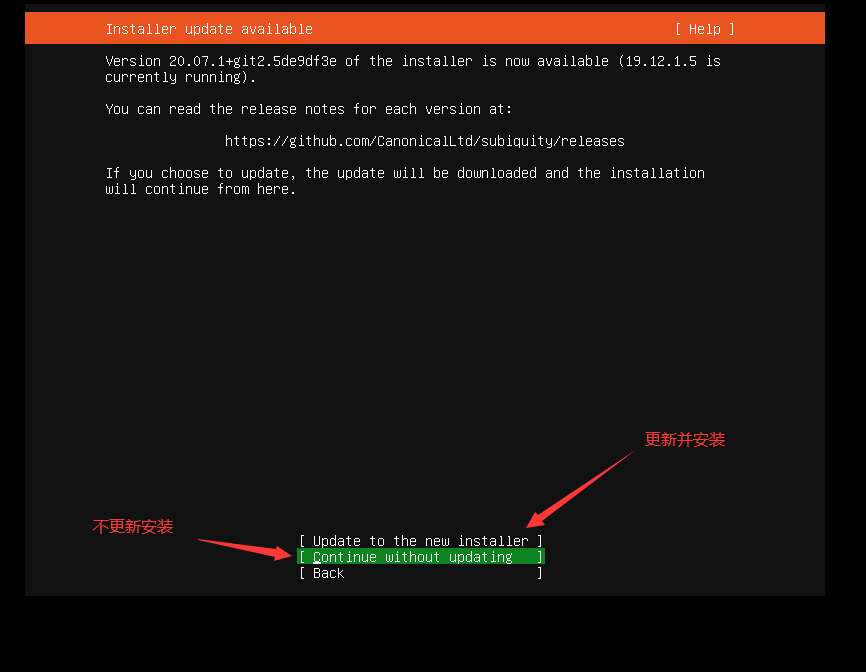 Installer update available [ Help ]
Version 20.07.1+git2.5de9df3e of the installer is now available (19.12.1.5 is
currently running).
You can read the release notes for each version at:
https://github.com/CanonicalLtd/subiquity/releases
If you choose to update, the update will be downloaded and the installation
will continue from here.
更新并安装
不更新安装
[ Update to the new installer ]
[ Continue without updating ]
[ Back ]